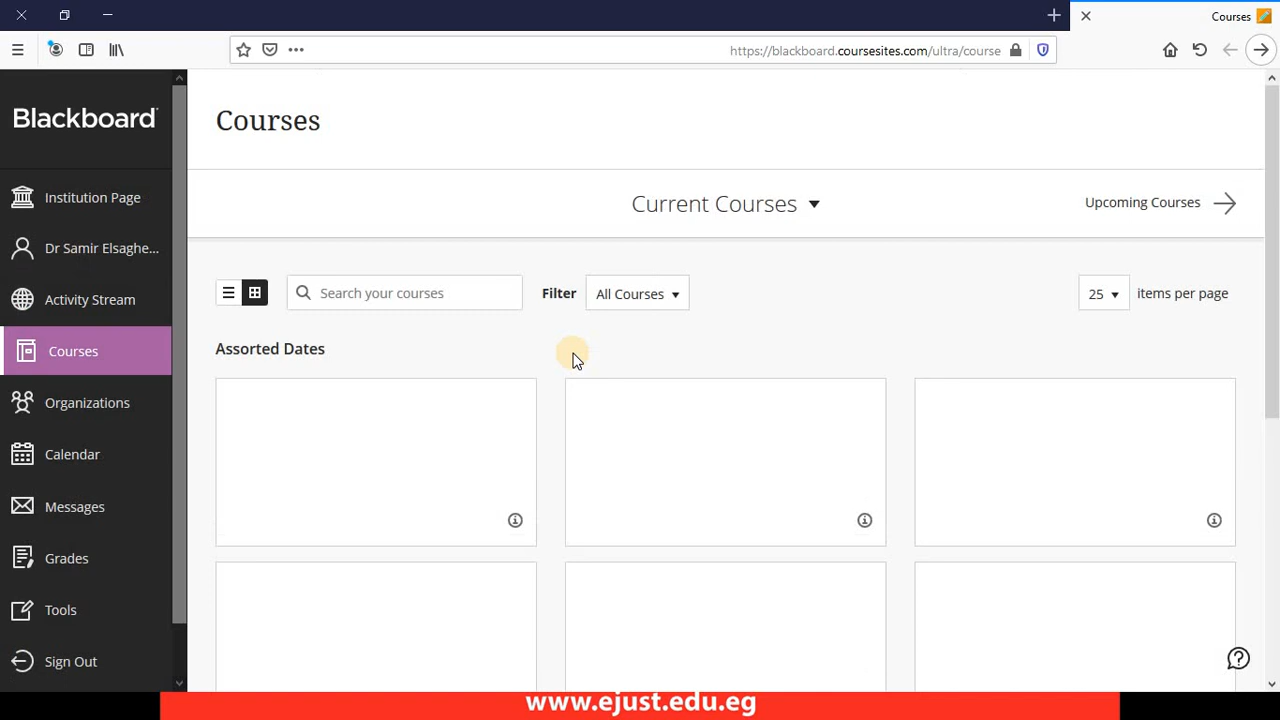 Courses
https://blackboard.coursesites.com/ultra/course
Blackboard
Institution Page
Dr Samir Elsaghe...
Activity Stream
Courses
Organizations
Calendar
Messages
Grades
Tools
Sign Out
Courses
Current Courses
Upcoming Courses
Search your courses
Filter
All Courses
25 items per page
Assorted Dates
www.ejust.edu.eg